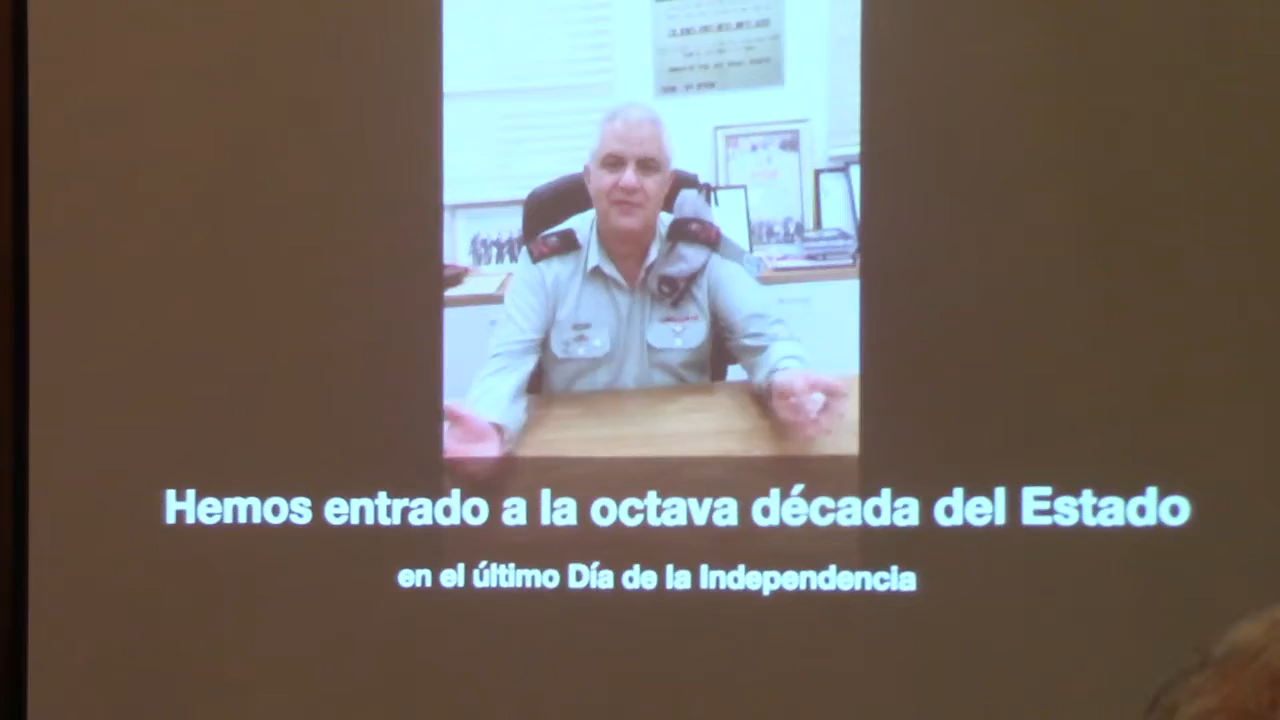 Hemos entrado a la octava década del Estado
en el último Día de la Independencia